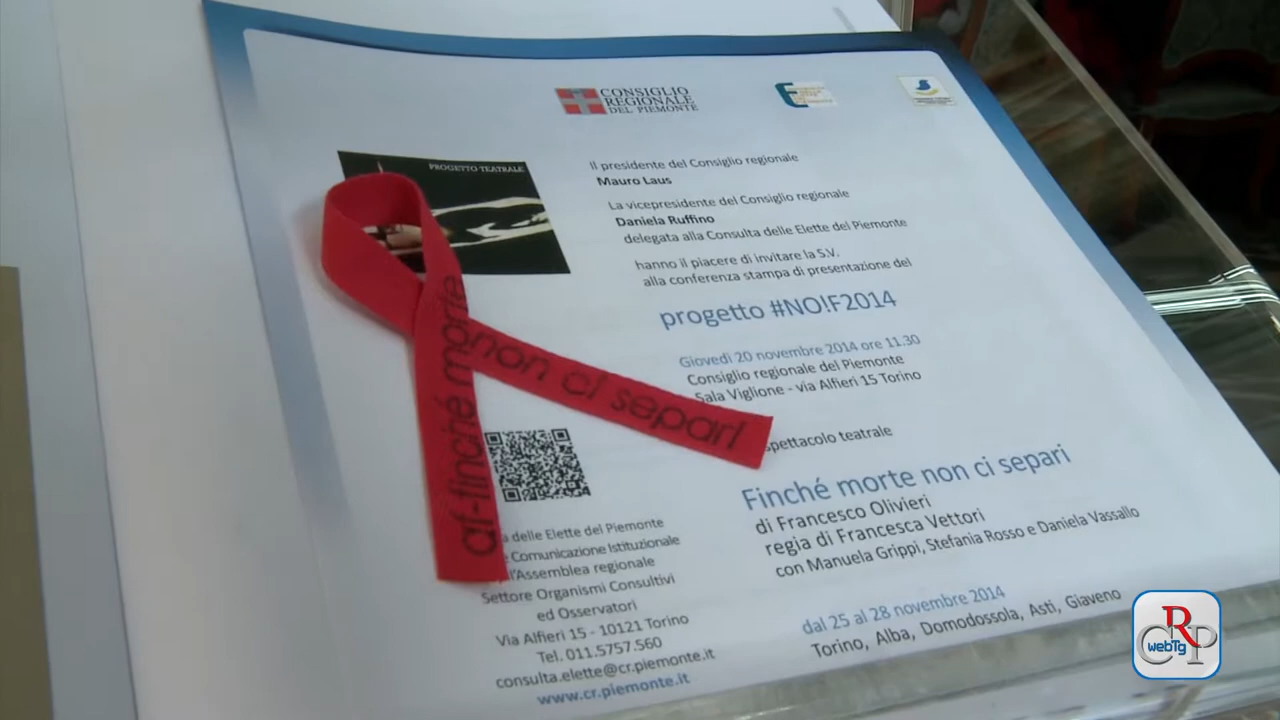 CONSIGLIO
REGIONALE
DEL PIEMONTE
PROGETTO TEATRALE
Il presidente del Consiglio regionale
Mauro Laus
La vicepresidente del Consiglio regionale
Daniela Ruffino
delegata alla Consulta delle Elette del Piemonte
hanno il piacere di invitare la S.V.
alla conferenza stampa di presentazione del
progetto #NO!F2014
Giovedì 20 novembre 2014 ore 11.30
Consiglio regionale del Piemonte
Sala Viglione - via Alfieri 15 Torino
spettacolo teatrale
Finché morte non ci separi
di Francesco Olivieri
regia di Francesca Vettori
con Manuela Grippi, Stefania Rosso e Daniela Vassallo
dal 25 al 28 novembre 2014
Torino, Alba, Domodossola, Asti, Giaveno
af-finché morte
non ci separi
delle Elette del Piemonte
Comunicazione Istituzionale
l'Assemblea regionale
Settore Organismi Consultivi
ed Osservatori
Via Alfieri 15 - 10121 Torino
Tel. 011.5757.560
consulta.elette@cr.piemonte.it
www.cr.piemonte.it
CRP
webTg